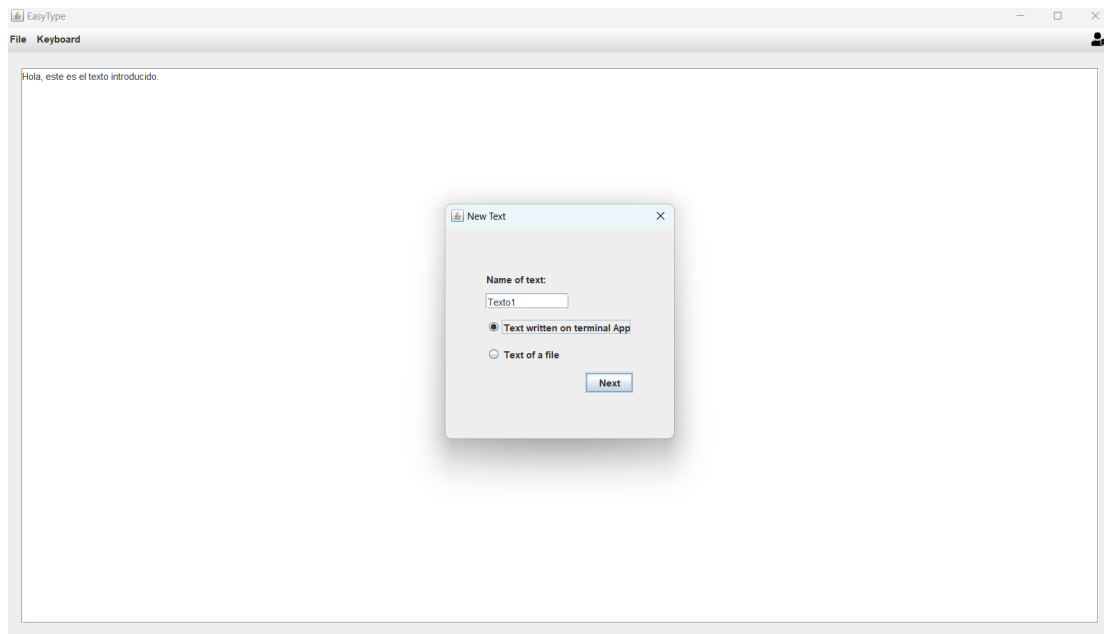 EasyType
File Keyboard
Hola, este es el texto introducido.
New Text
Name of text:
Texto1
Text written on terminal App
Text of a file
Next